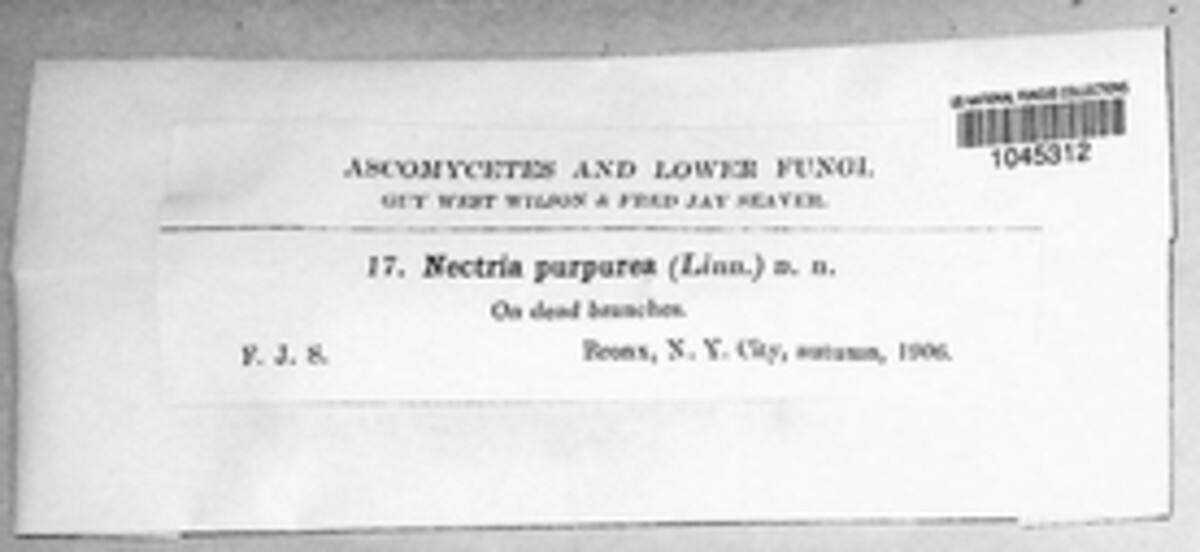 US NATIONAL FUNGUS COLLECTIONS
1045312
ASCOMYCETES AND LOWER FUNGI.
GUY WEST WILSON & FRED JAY SEAVER.
17. Nectria purpurea (Linn.) n. n.
On dead branches.
F. J. S. Bronx, N. Y. City, autumn, 1906.